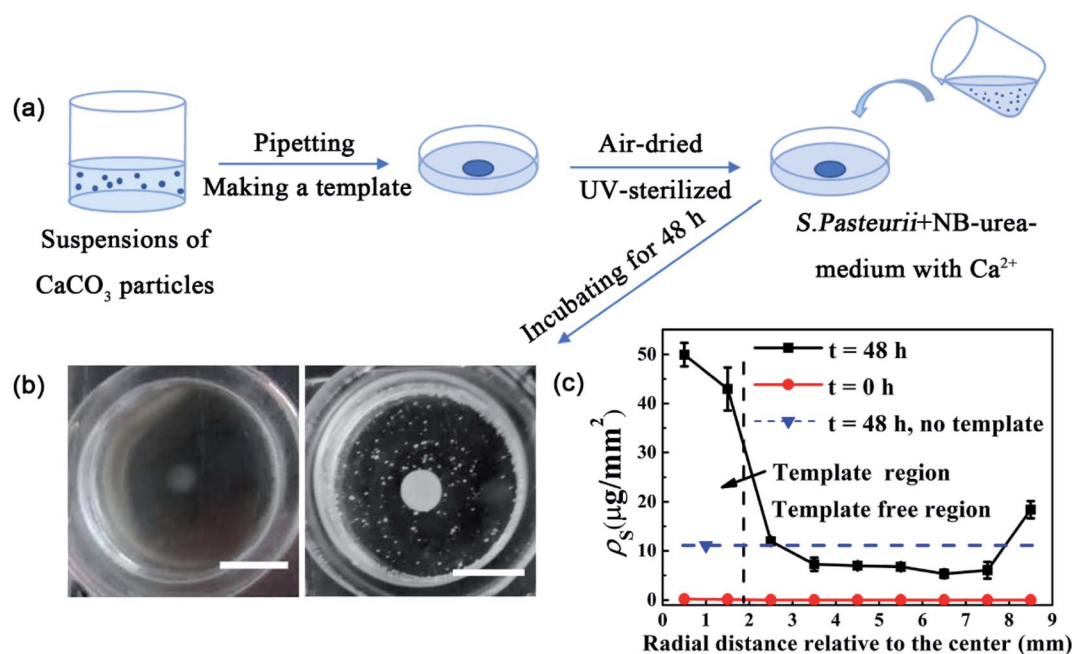 (a)
Pipetting
Making a template
Air-dried
UV-sterilized
Suspensions of
CaCO₃ particles
S.Pasteurii+NB-urea-
medium with Ca²⁺
Incubating for 48 h
(b)
(c)
t = 48 h
t = 0 h
t = 48 h, no template
Template region
Template free region
ρS(μg/mm²)
50
40
30
20
10
0
0 1 2 3 4 5 6 7 8 9
Radial distance relative to the center (mm)